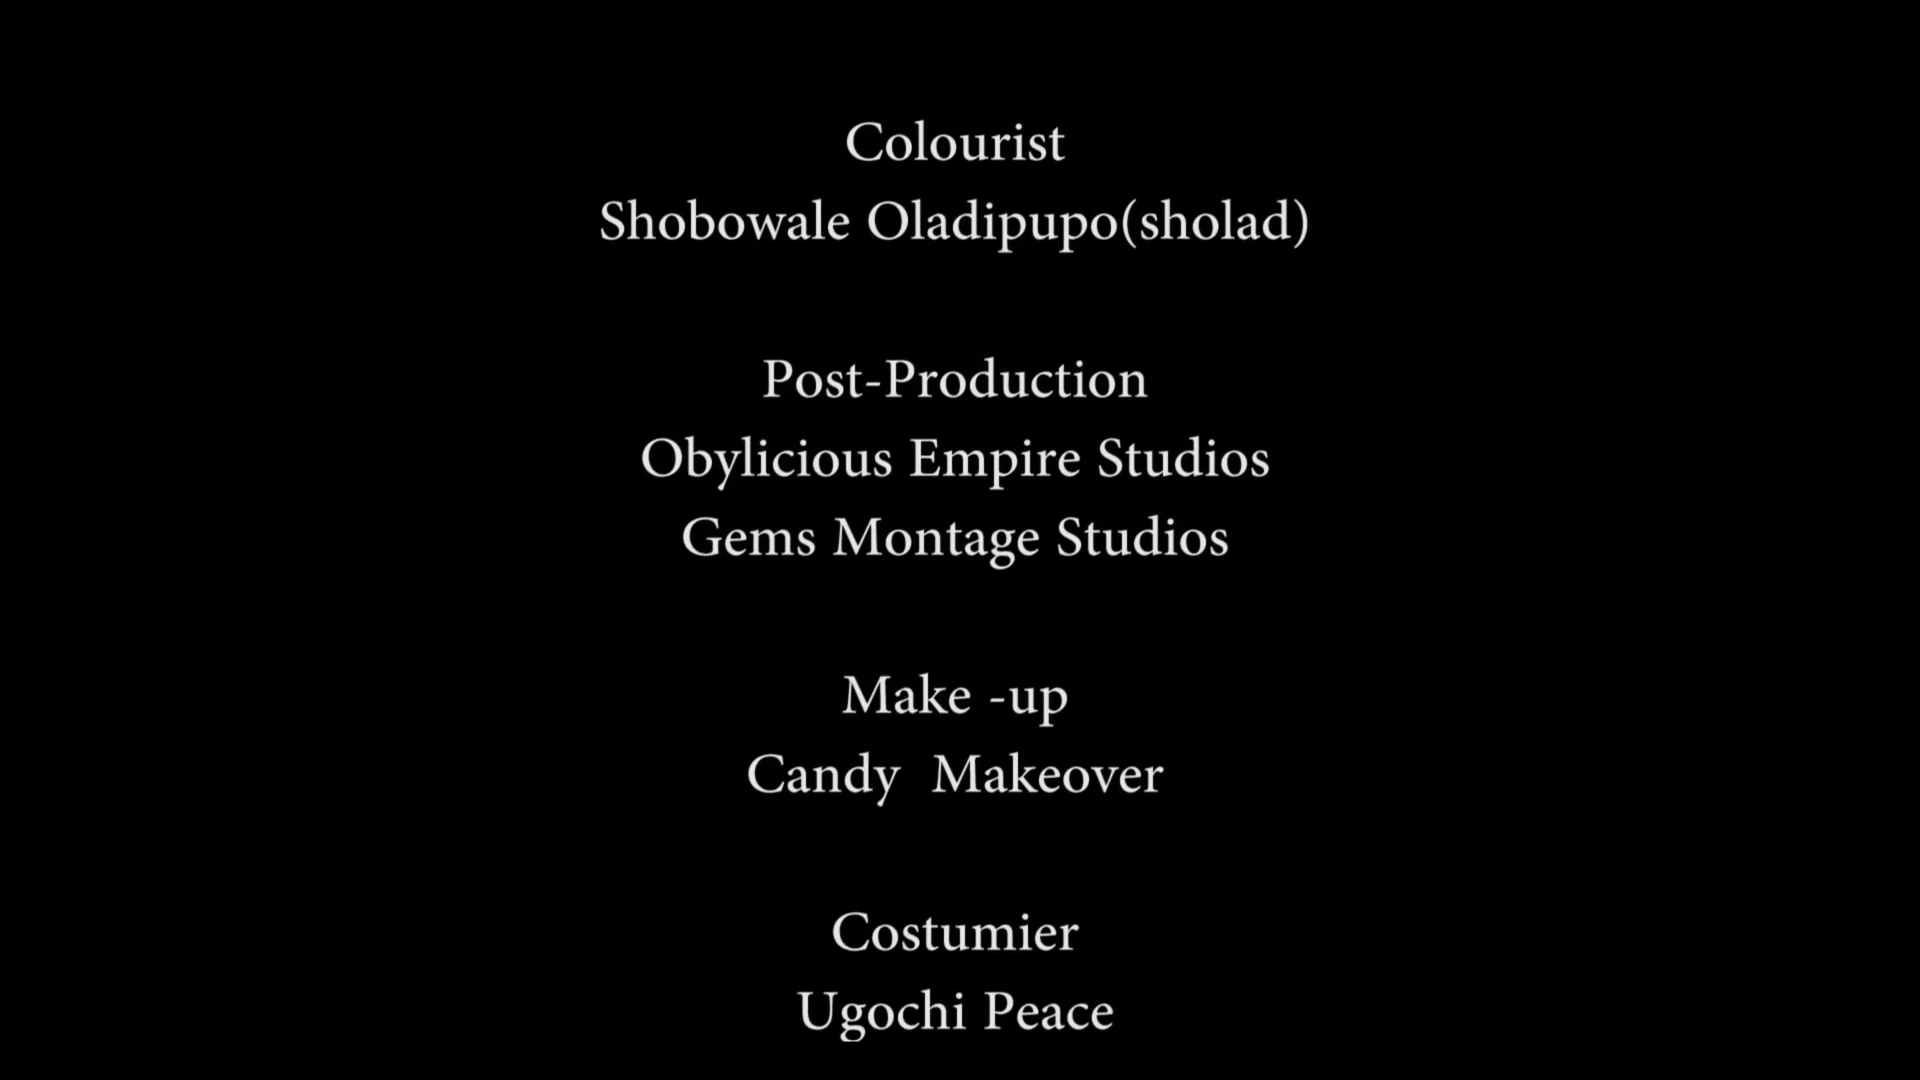 Colourist
Shobowale Oladipupo(sholad)
Post-Production
Obylicious Empire Studios
Gems Montage Studios
Make -up
Candy  Makeover
Costumier
Ugochi Peace